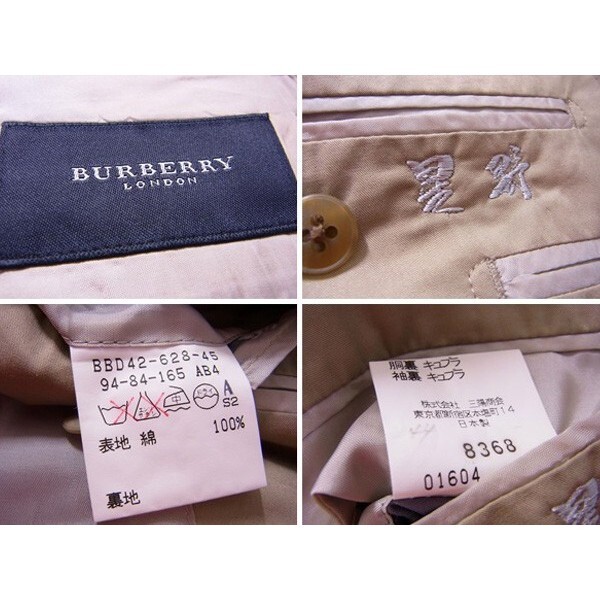 BURBERRY
LONDON
BBD42-628-45
94-84-165 AB4
A
S2
表地 綿 100%
裏地
胴裏 キュプラ
袖裏 キュプラ
株式会社 三陽商会
東京都新宿区本塩町14
日本製
8368
01604